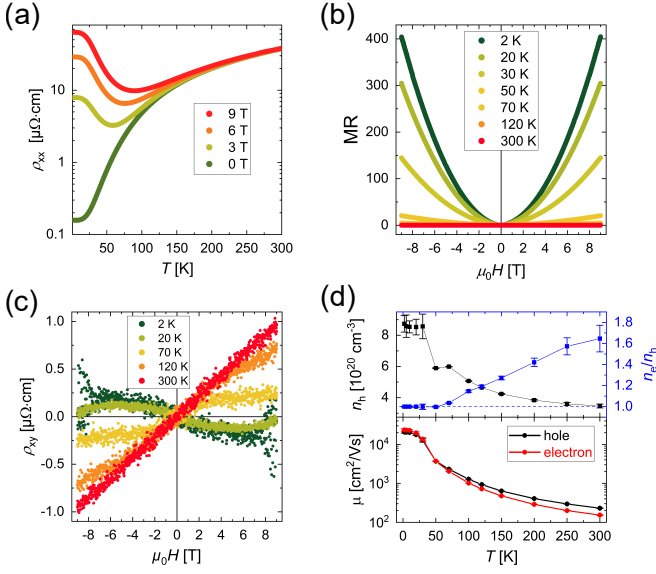 (a)
ρxx [μΩ·cm]
10
1
0.1
9 T
6 T
3 T
0 T
0 50 100 150 200 250 300
T [K]
(b)
MR
400
300
200
100
0
2 K
20 K
30 K
50 K
70 K
120 K
300 K
-8 -6 -4 -2 0 2 4 6 8
μ0H [T]
(c)
ρxy [μΩ·cm]
1.0
0.5
0.0
-0.5
-1.0
2 K
20 K
70 K
120 K
300 K
-8 -6 -4 -2 0 2 4 6 8
μ0H [T]
(d)
nh [10^20 cm^-3]
8
6
4
1.8
1.6
1.4
1.2
1.0
ne/nh
μ [cm^2/Vs]
10^4
10^3
10^2
hole
electron
0 50 100 150 200 250 300
T [K]